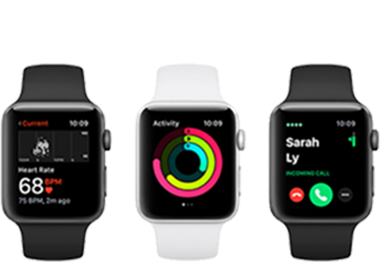 Current 10:09
Heart Rate
68 BPM
75 BPM, 2m ago
Activity 10:09
10:09
Sarah
Ly
INCOMING CALL